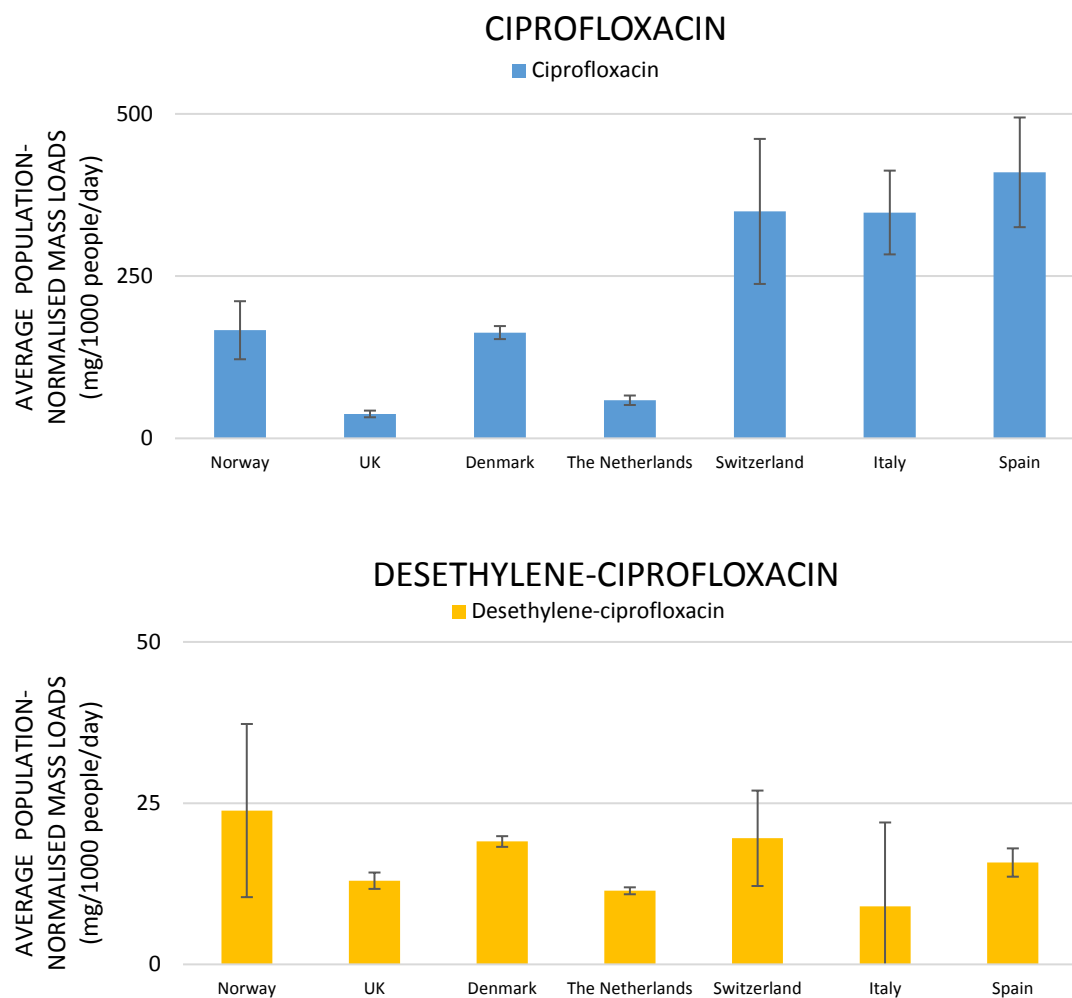 CIPROFLOXACIN
Ciprofloxacin
AVERAGE POPULATION-
NORMALISED MASS LOADS
(mg/1000 people/day)
500
250
0
Norway UK Denmark The Netherlands Switzerland Italy Spain
DESETHYLENE-CIPROFLOXACIN
Desethylene-ciprofloxacin
AVERAGE POPULATION-
NORMALISED MASS LOADS
(mg/1000 people/day)
50
25
0
Norway UK Denmark The Netherlands Switzerland Italy Spain